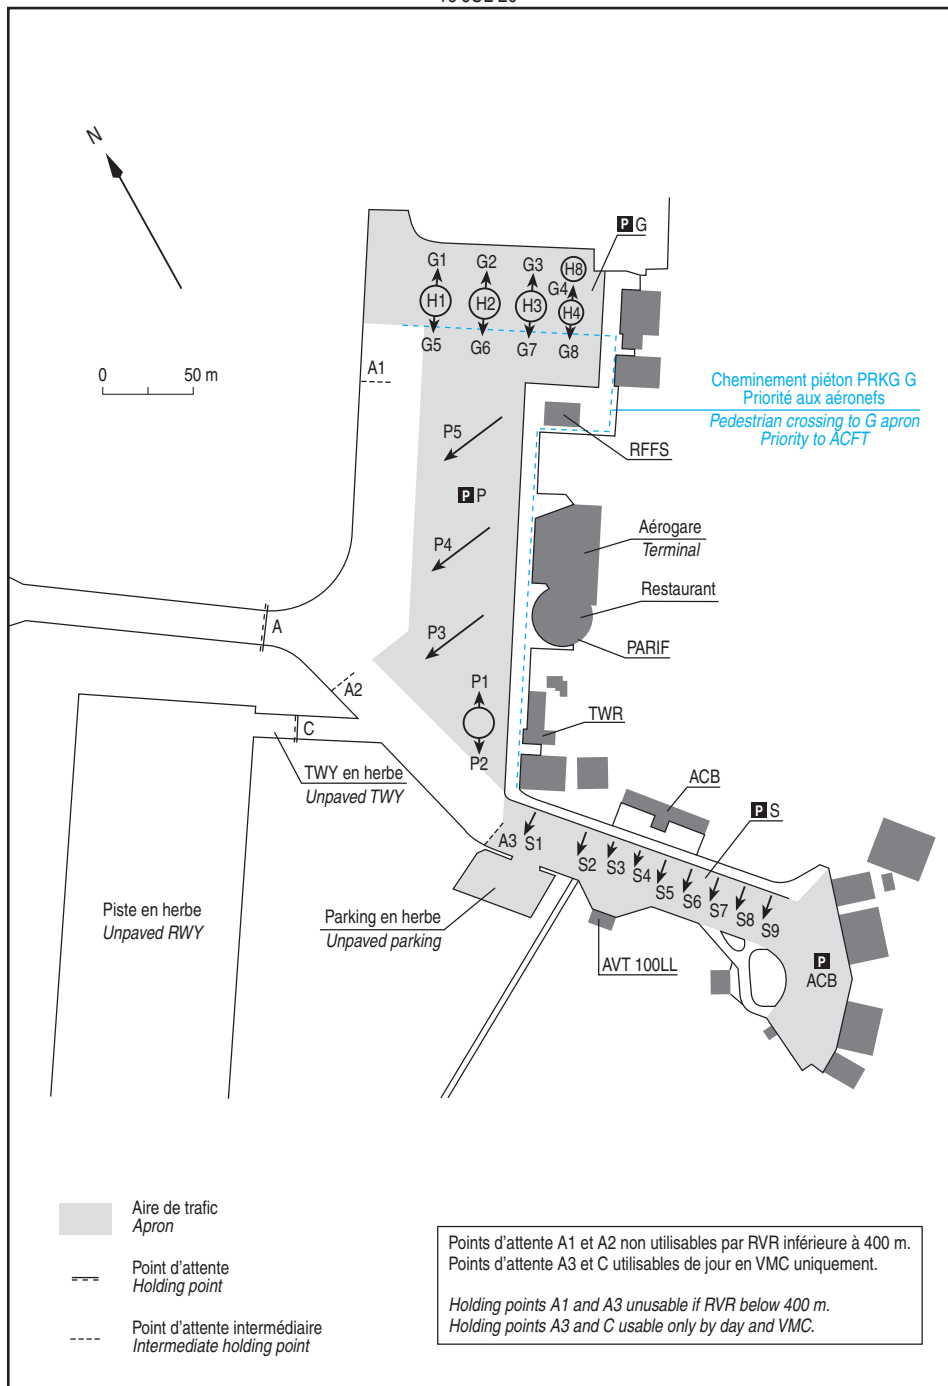 N
P G
G1 G2 G3 H8
G4
H1 H2 H3 H4
G5 G6 G7 G8
0 50 m
A1
Cheminement piéton PRKG G
Priorité aux aéronefs
Pedestrian crossing to G apron
Priority to ACFT
P5
RFFS
P P
Aérogare
Terminal
P4
Restaurant
A
P3
PARIF
A2
P1
TWR
C
P2
TWY en herbe
Unpaved TWY
ACB
P S
A3 S1
S2 S3 S4 S5 S6 S7 S8 S9
Piste en herbe
Unpaved RWY
Parking en herbe
Unpaved parking
AVT 100LL
P
ACB
Aire de trafic
Apron
Point d'attente
Holding point
Point d'attente intermédiaire
Intermediate holding point
Points d'attente A1 et A2 non utilisables par RVR inférieure à 400 m.
Points d'attente A3 et C utilisables de jour en VMC uniquement.
Holding points A1 and A3 unusable if RVR below 400 m.
Holding points A3 and C usable only by day and VMC.